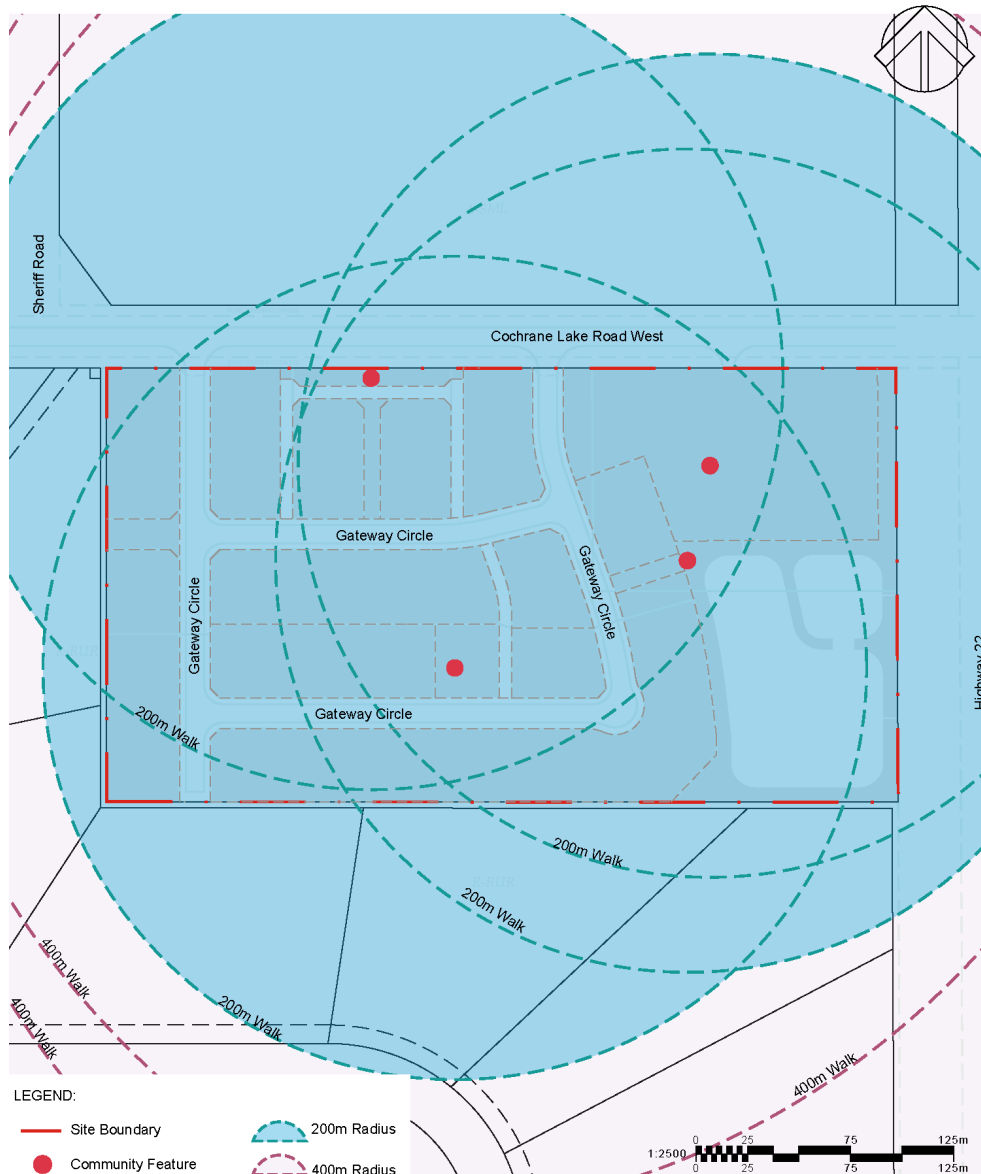 Sheriff Road
Cochrane Lake Road West
Gateway Circle
Gateway Circle
Gateway Circle
Gateway Circle
Highway 22
200m Walk
200m Walk
200m Walk
200m Walk
R-RUR
400m Walk
400m Walk
400m Walk
LEGEND:
Site Boundary
200m Radius
Community Feature
400m Radius
1:2500
0 25 75 125m
0 25 75 125m